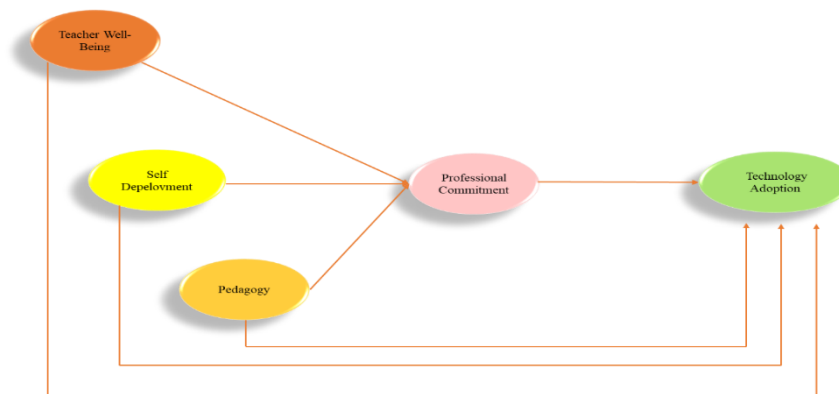 Teacher Well-
Being
Self
Depelovment
Pedagogy
Professional
Commitment
Technology
Adoption